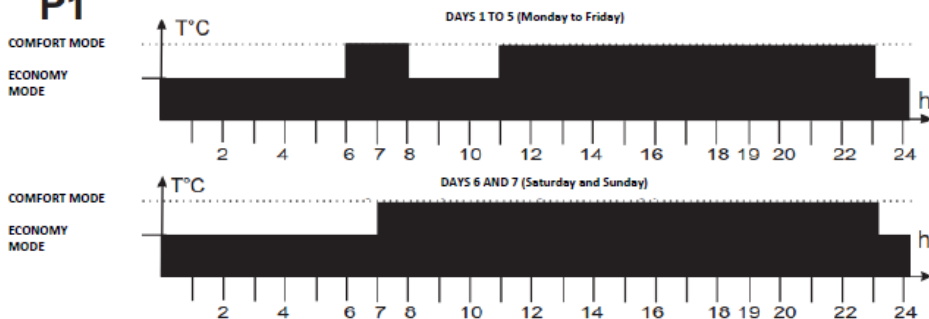 P1
DAYS 1 TO 5 (Monday to Friday)
T°C
COMFORT MODE
ECONOMY
MODE
h
2 4 6 7 8 10 12 14 16 18 19 20 22 24
DAYS 6 AND 7 (Saturday and Sunday)
T°C
COMFORT MODE
ECONOMY
MODE
h
2 4 6 7 8 10 12 14 16 18 19 20 22 24